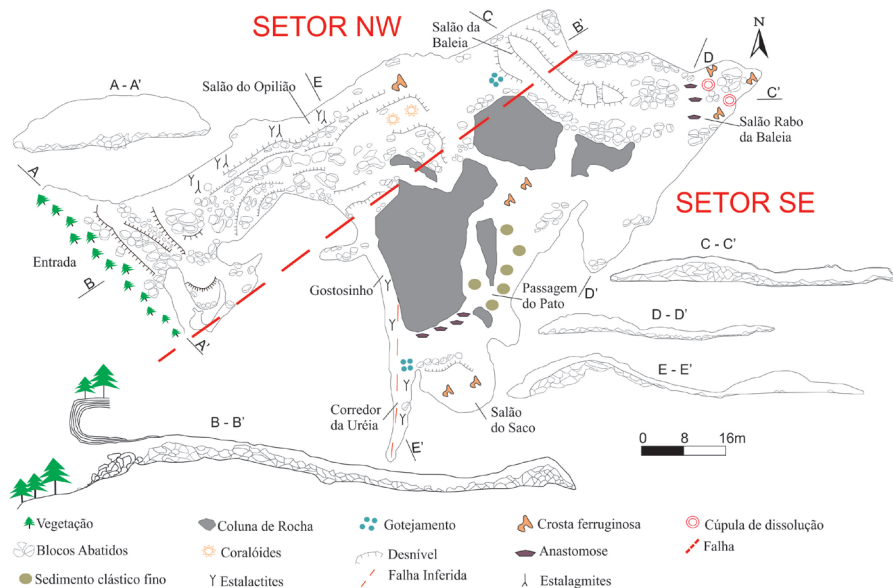 SETOR NW
C
B'
Salão da
Baleia
N
D
A - A'
Salão do Opilião
E
C'
Salão Rabo
da Baleia
A
SETOR SE
Entrada
B
C - C'
Gostosinho
Passagem
do Pato
D'
A'
D - D'
E - E'
Corredor
da Uréia
E'
Salão
do Saco
B - B'
0 8 16m
Vegetação
Coluna de Rocha
Gotejamento
Crosta ferruginosa
Cúpula de dissolução
Blocos Abatidos
Coralóides
Desnível
Anastomose
Falha
Sedimento clástico fino
Estalactites
Falha Inferida
Estalagmites